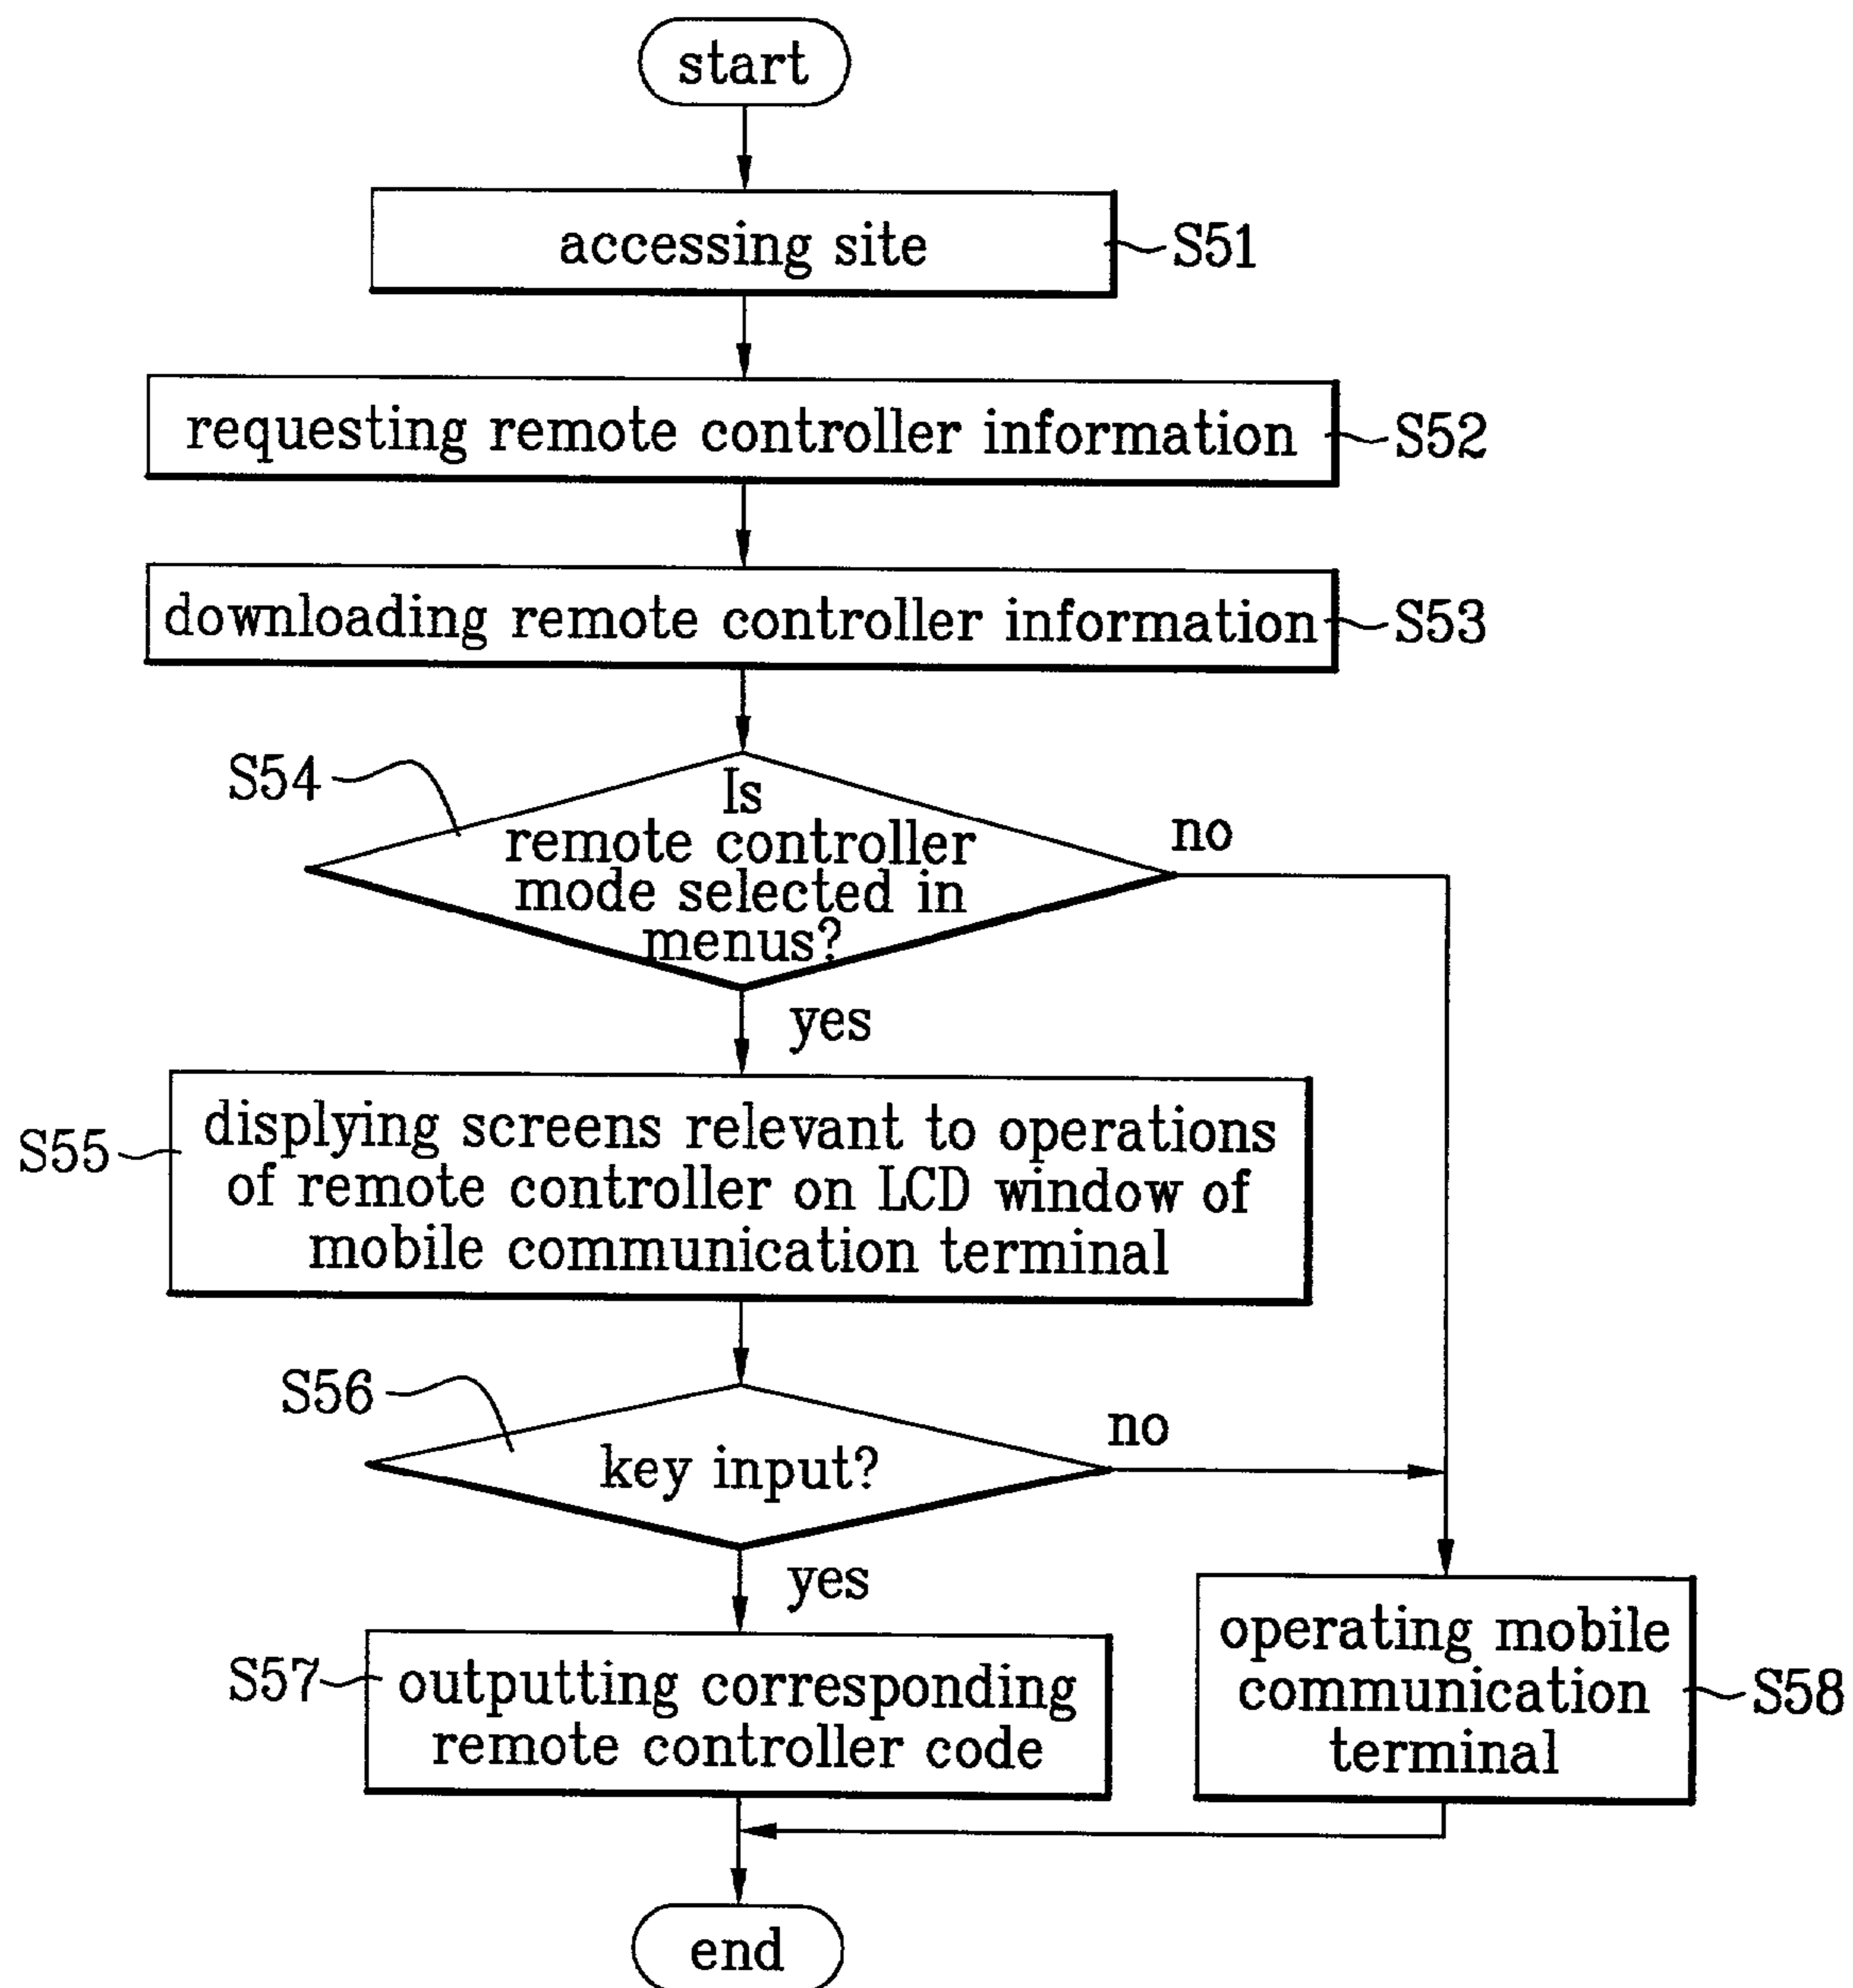 start
accessing site
S51
requesting remote controller information
S52
downloading remote controller information
S53
S54
Is
remote controller
mode selected in
menus?
no
yes
S55
displying screens relevant to operations
of remote controller on LCD window of
mobile communication terminal
S56
key input?
no
yes
S57
outputting corresponding
remote controller code
operating mobile
communication
terminal
S58
end